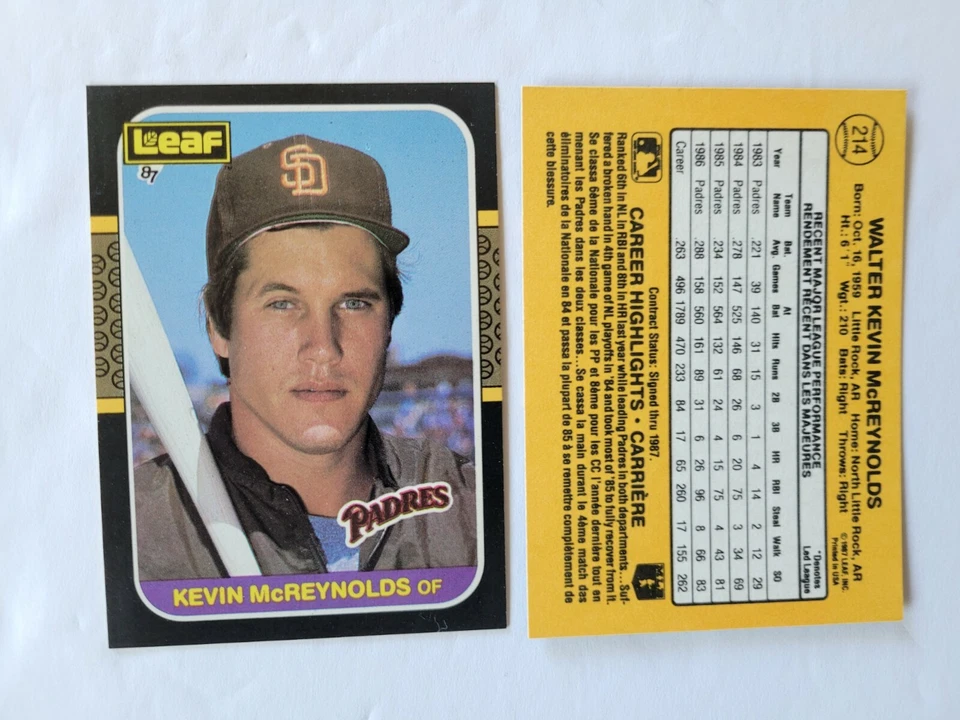 Leaf
87
SD
PADRES
KEVIN McREYNOLDS OF
214
WALTER KEVIN McREYNOLDS
Born: Oct. 16, 1959 Little Rock, AR Home: North Little Rock, AR
Ht.: 6'1" Wgt.: 210 Bats: Right Throws: Right
© 1987 LEAF, INC.
Printed in USA
RECENT MAJOR LEAGUE PERFORMANCE
RENDEMENT RÉCENT DANS LES MAJEURES
*Denotes
Led League
Year Team Name Bat. Avg. Games At Bat Hits Runs 2B 3B HR RBI Steal Walk SO
1983 Padres .221 39 140 31 15 3 1 4 14 2 12 29
1984 Padres .278 147 525 146 68 26 6 20 75 3 34 69
1985 Padres .234 152 564 132 61 24 4 15 75 4 43 81
1986 Padres .288 158 560 161 89 31 6 26 96 8 66 83
Career .263 496 1789 470 233 84 17 65 260 17 155 262
Contract Status: Signed thru 1987.
CAREER HIGHLIGHTS • CARRIÈRE
Ranked 6th in NL in RBI and 8th in HR last year while leading Padres in both departments...Suf-
fered a broken hand in 4th game of NL playoffs in '84 and took most of '85 to fully recover from it.
Se classa 6ème de la Nationale pour les PP et 8ème pour les CC l'année dernière tout en
menant les Padres dans les deux classes...Se cassa la main durant le 4ème match das
éliminatoires de la Nationale en 84 et passa la plupart de 85 à se remettre complètement de
cette blessure.